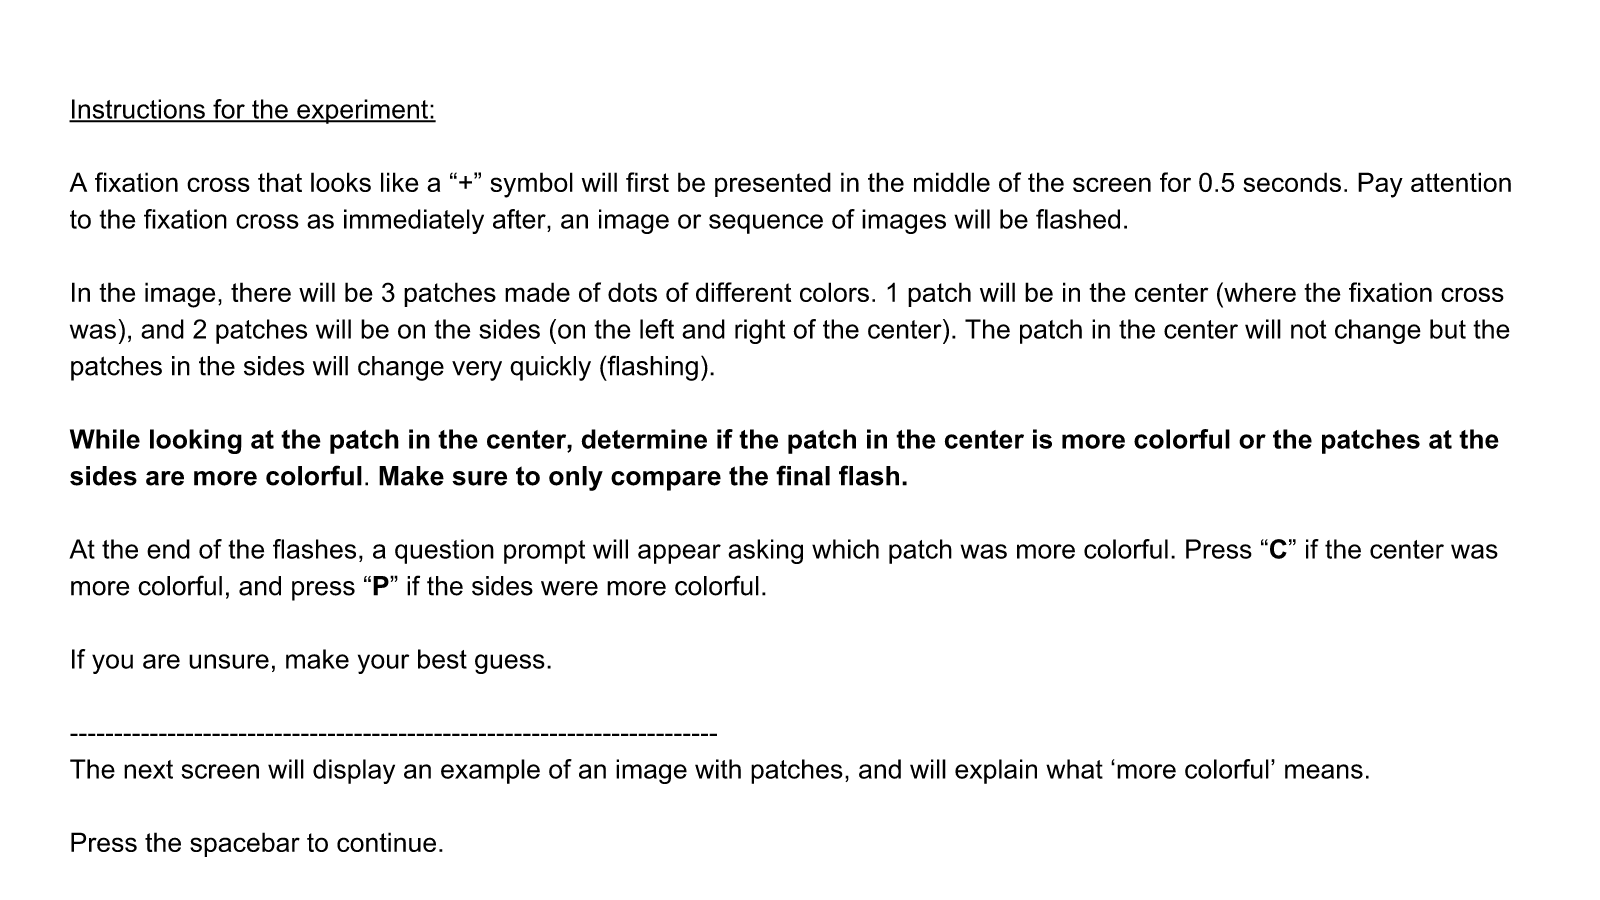 Instructions for the experiment:
A fixation cross that looks like a “+” symbol will first be presented in the middle of the screen for 0.5 seconds. Pay attention
to the fixation cross as immediately after, an image or sequence of images will be flashed.
In the image, there will be 3 patches made of dots of different colors. 1 patch will be in the center (where the fixation cross
was), and 2 patches will be on the sides (on the left and right of the center). The patch in the center will not change but the
patches in the sides will change very quickly (flashing).
While looking at the patch in the center, determine if the patch in the center is more colorful or the patches at the
sides are more colorful. Make sure to only compare the final flash.
At the end of the flashes, a question prompt will appear asking which patch was more colorful. Press “C” if the center was
more colorful, and press “P” if the sides were more colorful.
If you are unsure, make your best guess.
-------------------------------------------------------------------------
The next screen will display an example of an image with patches, and will explain what ‘more colorful’ means.
Press the spacebar to continue.